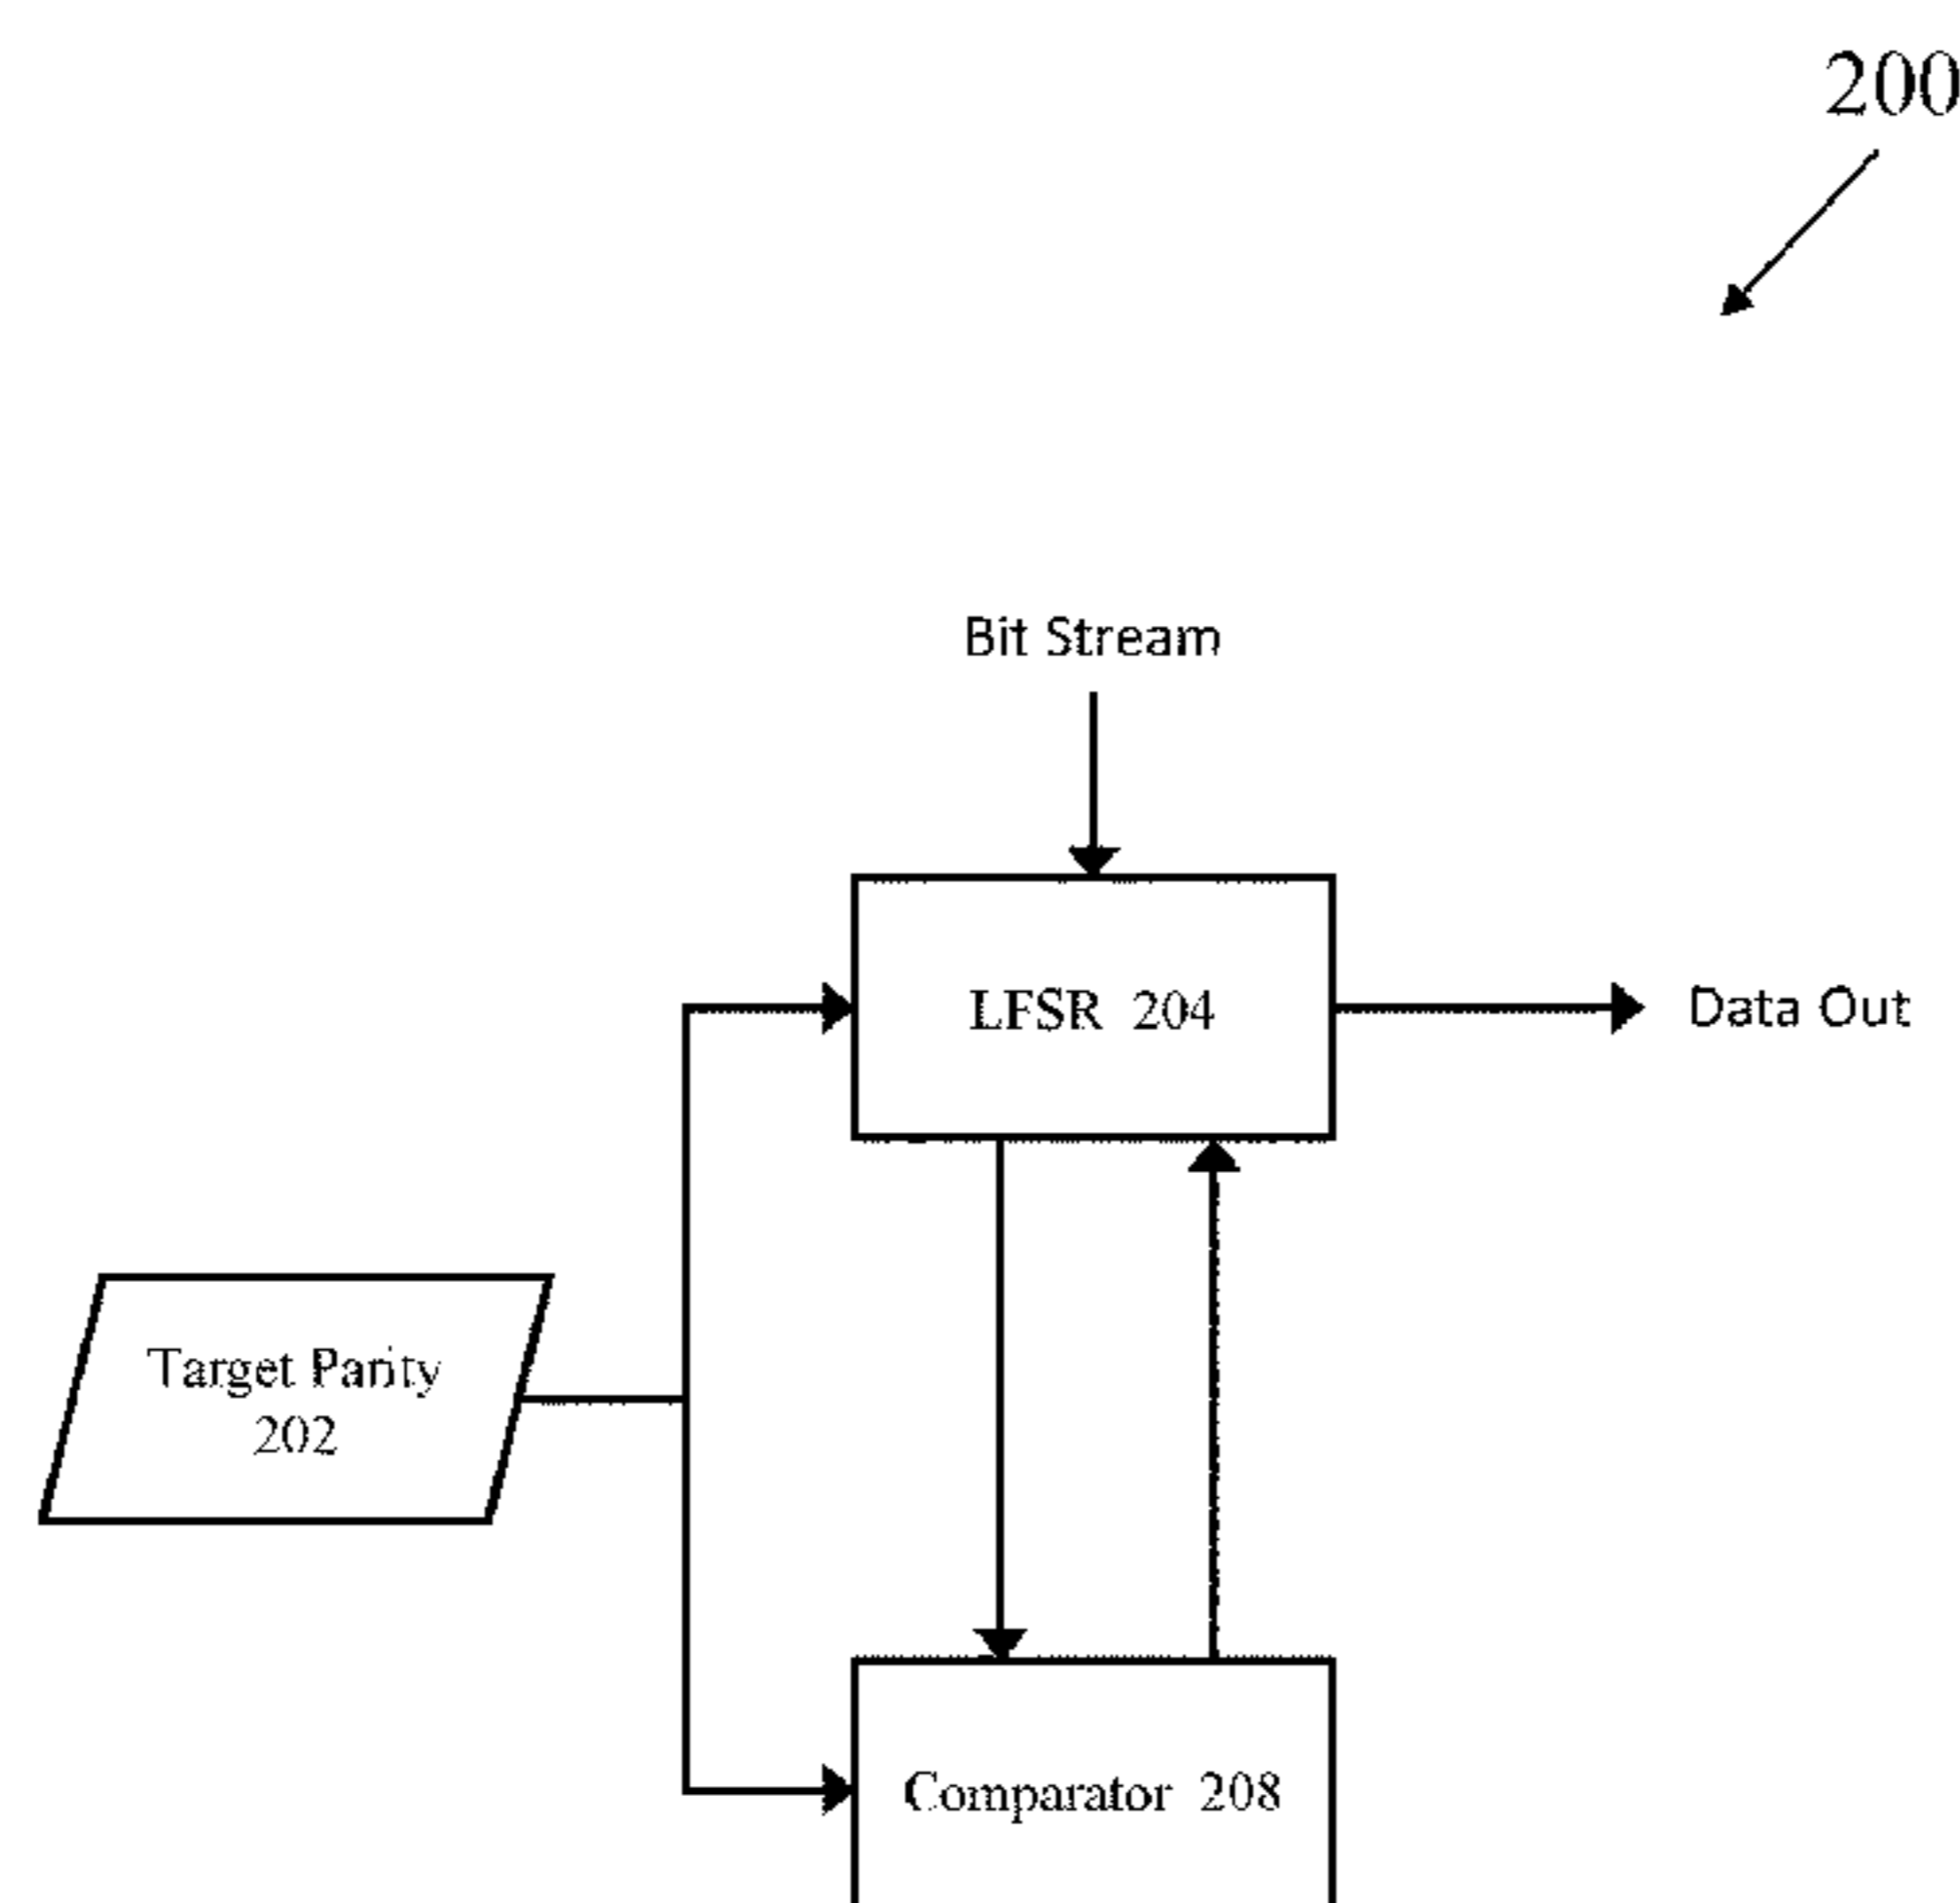 200
Bit Stream
LFSR 204
Data Out
Target Parity
202
Comparator 208